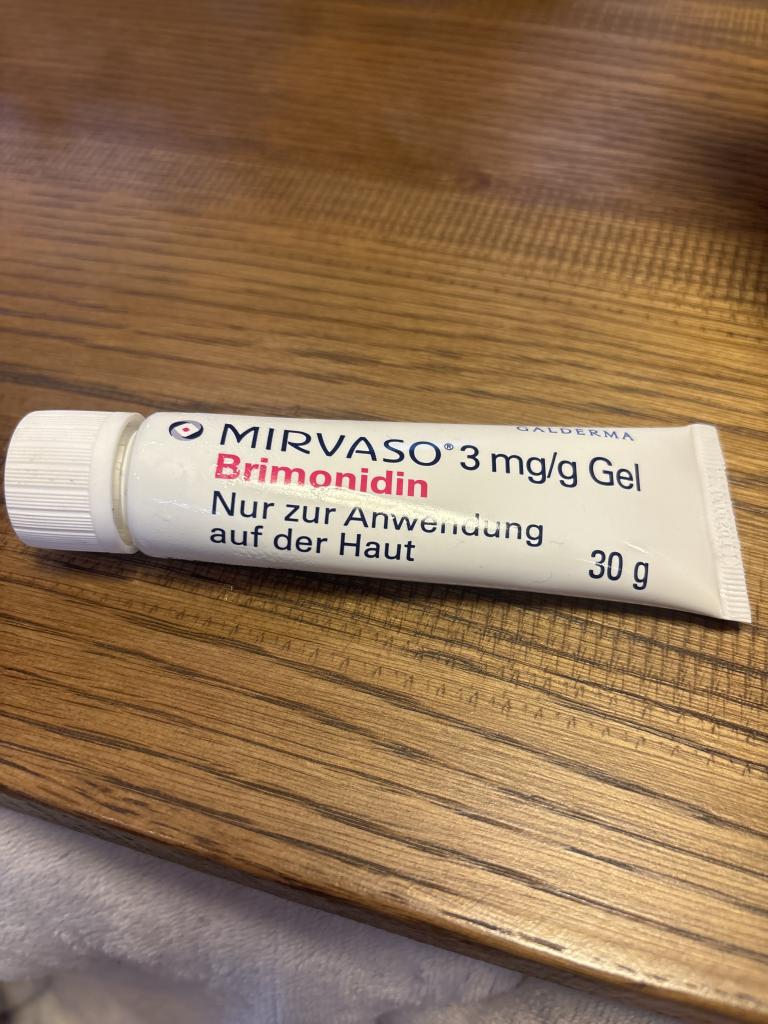 GALDERMA
MIRVASO® 3 mg/g Gel
Brimonidin
Nur zur Anwendung
auf der Haut
30 g